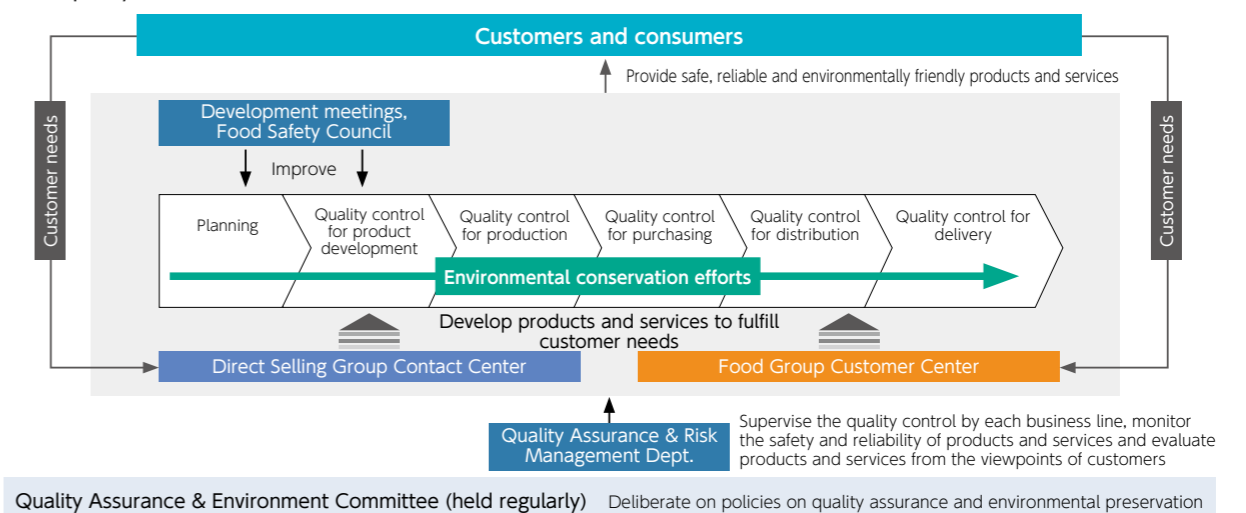 Customers and consumers
Provide safe, reliable and environmentally friendly products and services
Customer needs
Customer needs
Development meetings,
Food Safety Council
Improve
Planning
Quality control
for product
development
Quality control
for production
Quality control
for purchasing
Quality control
for distribution
Quality control for
delivery
Environmental conservation efforts
Develop products and services to fulfill
customer needs
Direct Selling Group Contact Center
Food Group Customer Center
Quality Assurance & Risk
Management Dept.
Supervise the quality control by each business line, monitor
the safety and reliability of products and services and evaluate
products and services from the viewpoints of customers
Quality Assurance & Environment Committee (held regularly) Deliberate on policies on quality assurance and environmental preservation